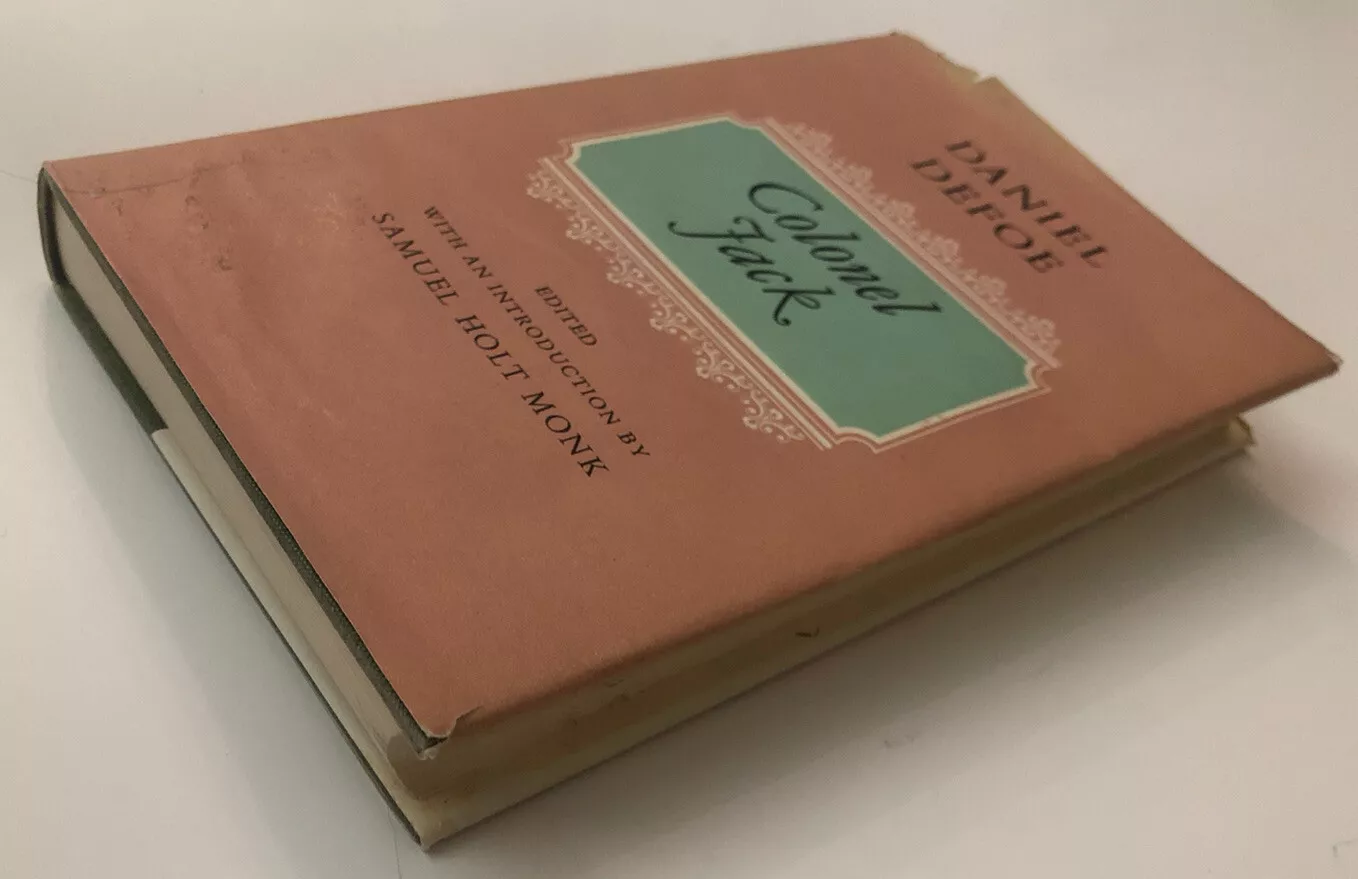 DANIEL
DEFOE
Colonel
Jack
EDITED
WITH AN INTRODUCTION BY
SAMUEL HOLT MONK